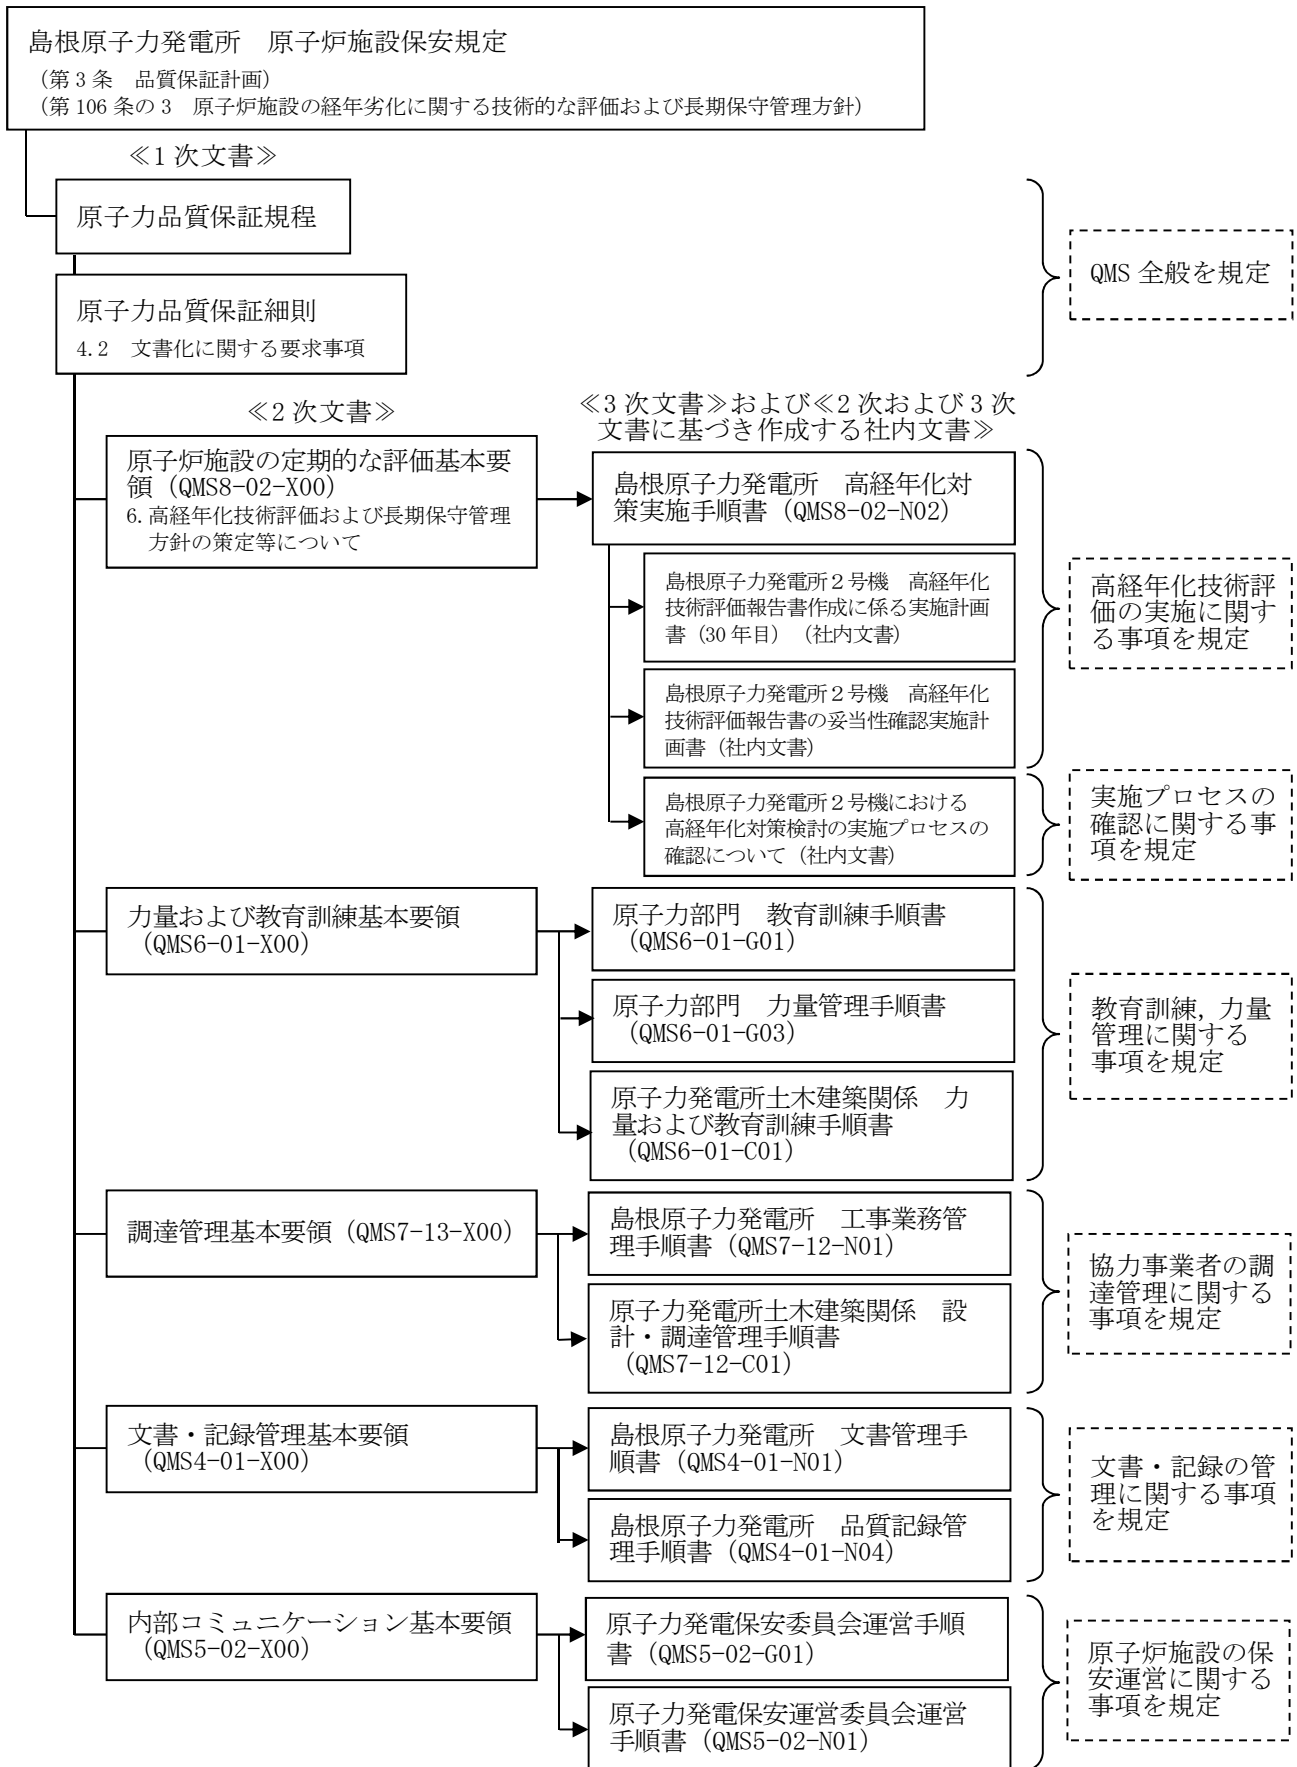 島根原子力発電所　原子炉施設保安規定
（第 3 条　品質保証計画）
（第 106 条の 3　原子炉施設の経年劣化に関する技術的な評価および長期保守管理方針）
≪1 次文書≫
原子力品質保証規程
原子力品質保証細則
4.2　文書化に関する要求事項
QMS 全般を規定
≪2 次文書≫
≪3 次文書≫および≪2 次および 3 次
文書に基づき作成する社内文書≫
原子炉施設の定期的な評価基本要
領（QMS8-02-X00）
6. 高経年化技術評価および長期保守管理
方針の策定等について
島根原子力発電所　高経年化対
策実施手順書（QMS8-02-N02）
島根原子力発電所２号機　高経年化
技術評価報告書作成に係る実施計画
書（30 年目）（社内文書）
島根原子力発電所２号機　高経年化
技術評価報告書の妥当性確認実施計
画書（社内文書）
高経年化技術評
価の実施に関す
る事項を規定
島根原子力発電所２号機における
高経年化対策検討の実施プロセスの
確認について（社内文書）
実施プロセスの
確認に関する事
項を規定
力量および教育訓練基本要領
（QMS6-01-X00）
原子力部門　教育訓練手順書
（QMS6-01-G01）
原子力部門　力量管理手順書
（QMS6-01-G03）
原子力発電所土木建築関係　力
量および教育訓練手順書
（QMS6-01-C01）
教育訓練, 力量
管理に関する
事項を規定
調達管理基本要領（QMS7-13-X00）
島根原子力発電所　工事業務管
理手順書（QMS7-12-N01）
原子力発電所土木建築関係　設
計・調達管理手順書
（QMS7-12-C01）
協力事業者の調
達管理に関する
事項を規定
文書・記録管理基本要領
（QMS4-01-X00）
島根原子力発電所　文書管理手
順書（QMS4-01-N01）
島根原子力発電所　品質記録管
理手順書（QMS4-01-N04）
文書・記録の管
理に関する事項
を規定
内部コミュニケーション基本要領
（QMS5-02-X00）
原子力発電保安委員会運営手順
書（QMS5-02-G01）
原子力発電保安運営委員会運営
手順書（QMS5-02-N01）
原子炉施設の保
安運営に関する
事項を規定